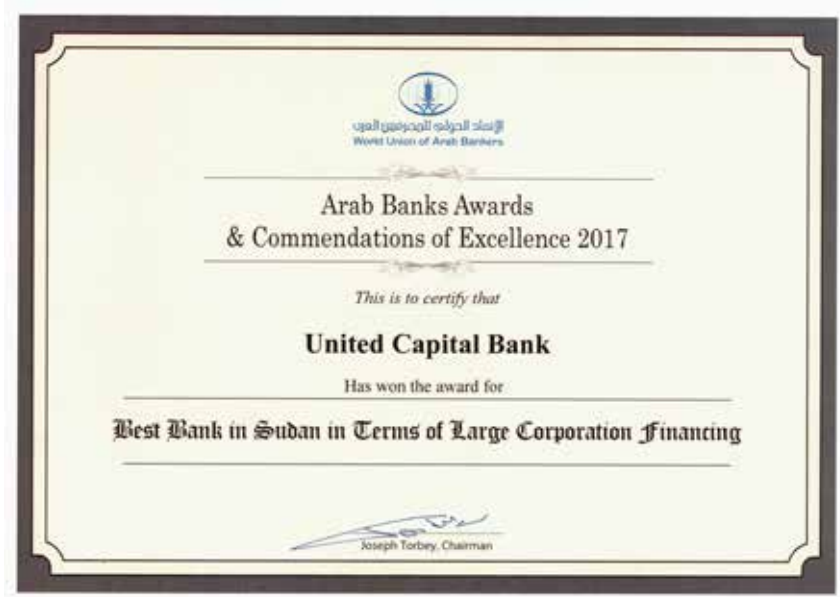 الإتحاد الدولي للمصرفيين العرب
World Union of Arab Bankers
Arab Banks Awards
& Commendations of Excellence 2017
This is to certify that
United Capital Bank
Has won the award for
Best Bank in Sudan in Terms of Large Corporation Financing
Joseph Torbey, Chairman